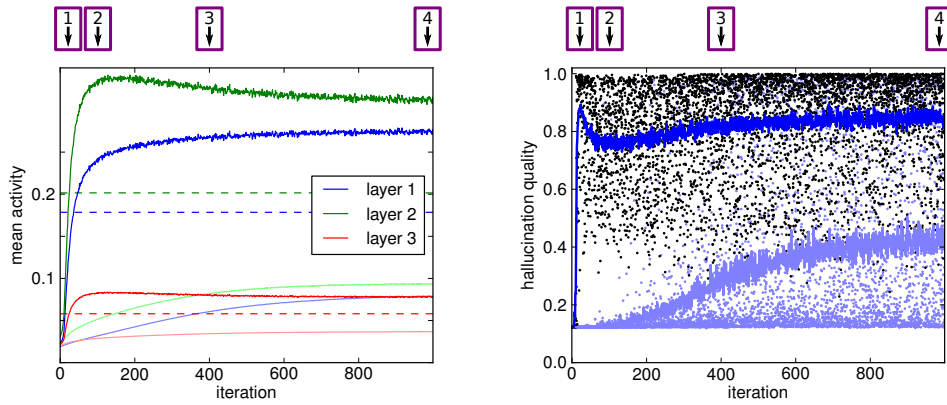 1 2 3 4
mean activity
0.2
0.1
layer 1
layer 2
layer 3
0 200 400 600 800
iteration
1 2 3 4
hallucination quality
1.0
0.8
0.6
0.4
0.2
0.0
0 200 400 600 800
iteration